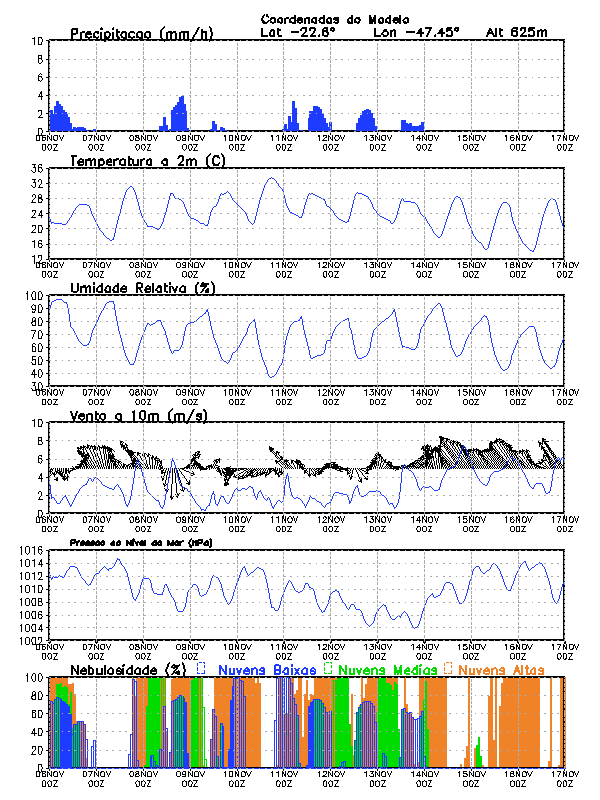 Coordenadas do Modelo
Precipitacao (mm/h) Lat -22.6° Lon -47.45° Alt 625m
10
8
6
4
2
0
06NOV 07NOV 08NOV 09NOV 10NOV 11NOV 12NOV 13NOV 14NOV 15NOV 16NOV 17NOV
00Z 00Z 00Z 00Z 00Z 00Z 00Z 00Z 00Z 00Z 00Z 00Z
Temperatura a 2m (C)
36
32
28
24
20
16
12
06NOV 07NOV 08NOV 09NOV 10NOV 11NOV 12NOV 13NOV 14NOV 15NOV 16NOV 17NOV
00Z 00Z 00Z 00Z 00Z 00Z 00Z 00Z 00Z 00Z 00Z 00Z
Umidade Relativa (%)
100
90
80
70
60
50
40
30
06NOV 07NOV 08NOV 09NOV 10NOV 11NOV 12NOV 13NOV 14NOV 15NOV 16NOV 17NOV
00Z 00Z 00Z 00Z 00Z 00Z 00Z 00Z 00Z 00Z 00Z 00Z
Vento a 10m (m/s)
10
8
6
4
2
0
06NOV 07NOV 08NOV 09NOV 10NOV 11NOV 12NOV 13NOV 14NOV 15NOV 16NOV 17NOV
00Z 00Z 00Z 00Z 00Z 00Z 00Z 00Z 00Z 00Z 00Z 00Z
Pressao ao Nivel do Mar (HPa)
1016
1014
1012
1010
1008
1006
1004
1002
06NOV 07NOV 08NOV 09NOV 10NOV 11NOV 12NOV 13NOV 14NOV 15NOV 16NOV 17NOV
00Z 00Z 00Z 00Z 00Z 00Z 00Z 00Z 00Z 00Z 00Z 00Z
Nebulosidade (%) Nuvens Baixas Nuvens Medias Nuvens Altas
100
80
60
40
20
0
06NOV 07NOV 08NOV 09NOV 10NOV 11NOV 12NOV 13NOV 14NOV 15NOV 16NOV 17NOV
00Z 00Z 00Z 00Z 00Z 00Z 00Z 00Z 00Z 00Z 00Z 00Z